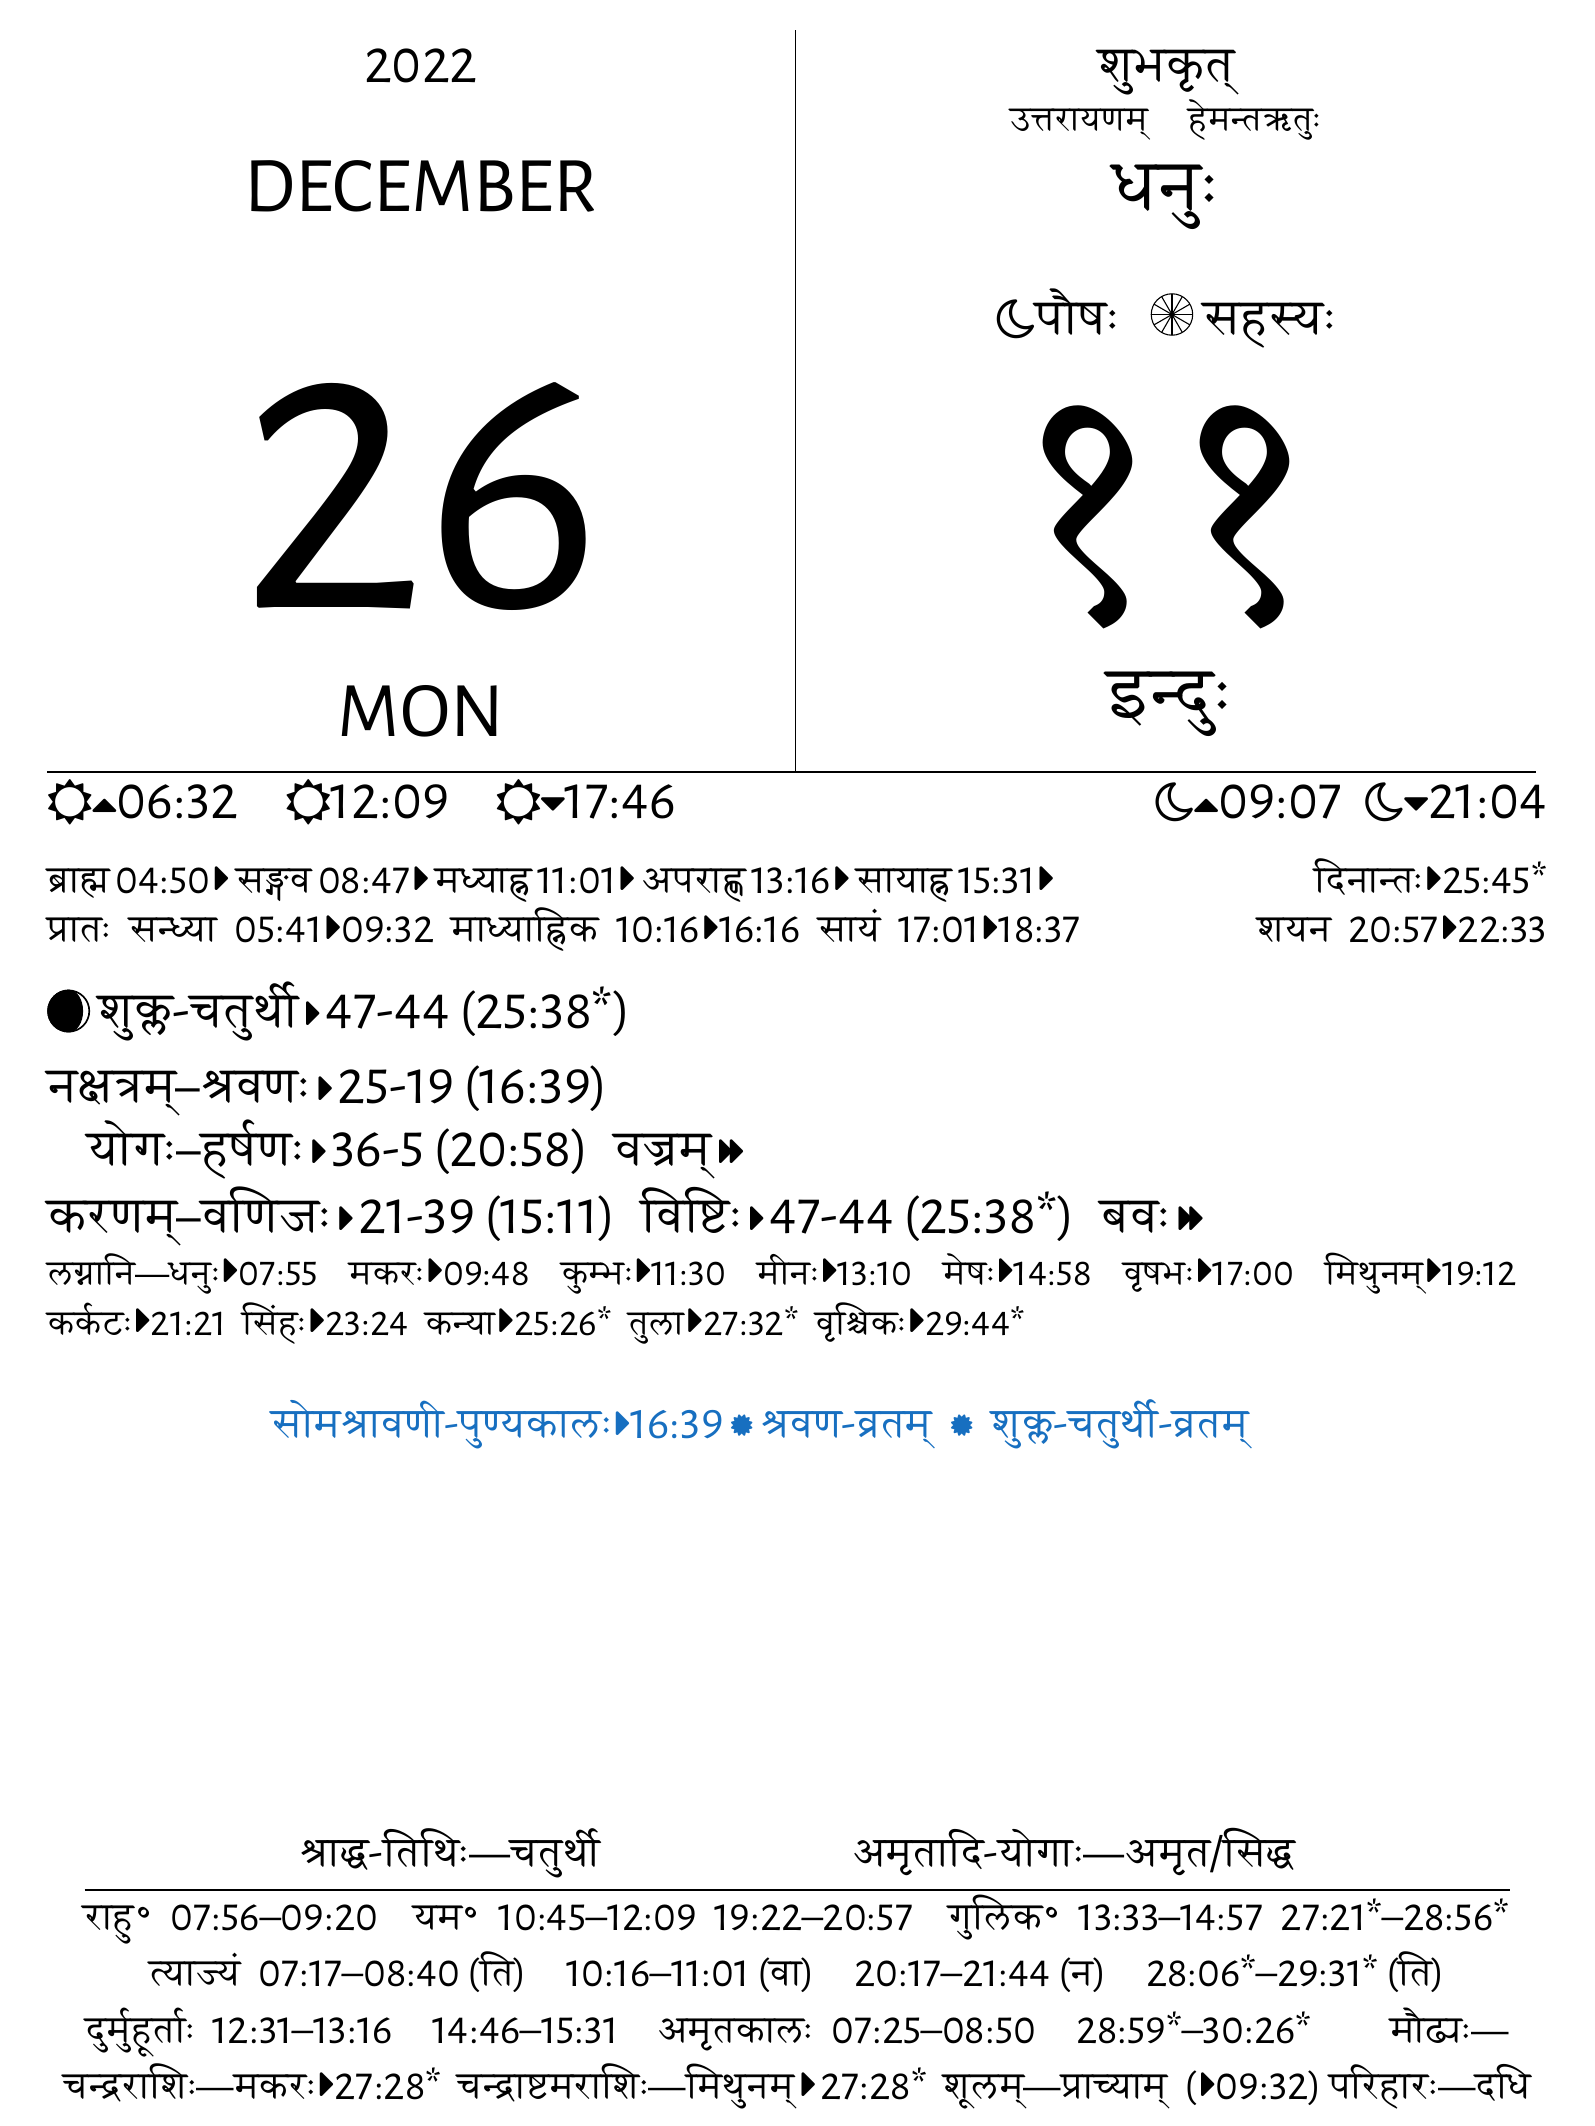 2022
DECEMBER
26
MON
शुभकृत्
उत्तरायणम् हेमन्तऋतुः
धनुः
पौषः सहस्यः
११
इन्दुः
06:32 12:09 17:46 09:07 21:04
ब्राह्म 04:50 सङ्गव 08:47 मध्याह्न 11:01 अपराह्ण 13:16 सायाह्न 15:31 दिनान्तः 25:45*
प्रातः सन्ध्या 05:41 09:32 माध्याह्निक 10:16 16:16 सायं 17:01 18:37 शयन 20:57 22:33
शुक्ल-चतुर्थी 47-44 (25:38*)
नक्षत्रम्–श्रवणः 25-19 (16:39)
योगः–हर्षणः 36-5 (20:58) वज्रम्
करणम्–वणिजः 21-39 (15:11) विष्टिः 47-44 (25:38*) बवः
लग्नानि—धनुः 07:55 मकरः 09:48 कुम्भः 11:30 मीनः 13:10 मेषः 14:58 वृषभः 17:00 मिथुनम् 19:12
कर्कटः 21:21 सिंहः 23:24 कन्या 25:26* तुला 27:32* वृश्चिकः 29:44*
सोमश्रावणी-पुण्यकालः 16:39 श्रवण-व्रतम् शुक्ल-चतुर्थी-व्रतम्
श्राद्ध-तिथिः—चतुर्थी अमृतादि-योगाः—अमृत/सिद्ध
राहु॰ 07:56–09:20 यम॰ 10:45–12:09 19:22–20:57 गुलिक॰ 13:33–14:57 27:21*–28:56*
त्याज्यं 07:17–08:40 (ति) 10:16–11:01 (वा) 20:17–21:44 (न) 28:06*–29:31* (ति)
दुर्मुहूर्ताः 12:31–13:16 14:46–15:31 अमृतकालः 07:25–08:50 28:59*–30:26* मौढ्यः—
चन्द्रराशिः—मकरः 27:28* चन्द्राष्टमराशिः—मिथुनम् 27:28* शूलम्—प्राच्याम् (09:32) परिहारः—दधि